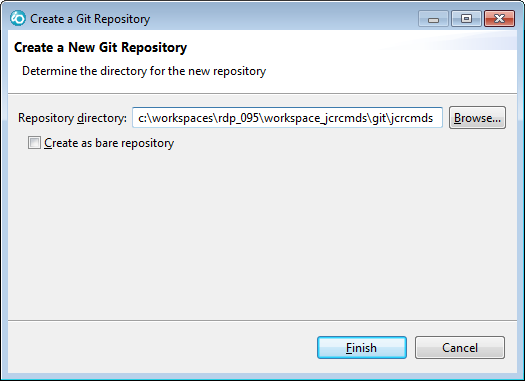 Create a Git Repository
Create a New Git Repository
Determine the directory for the new repository
Repository directory: c:\workspaces\rdp_095\workspace_jcrcmds\git\jcrcmds Browse...
Create as bare repository
Finish Cancel